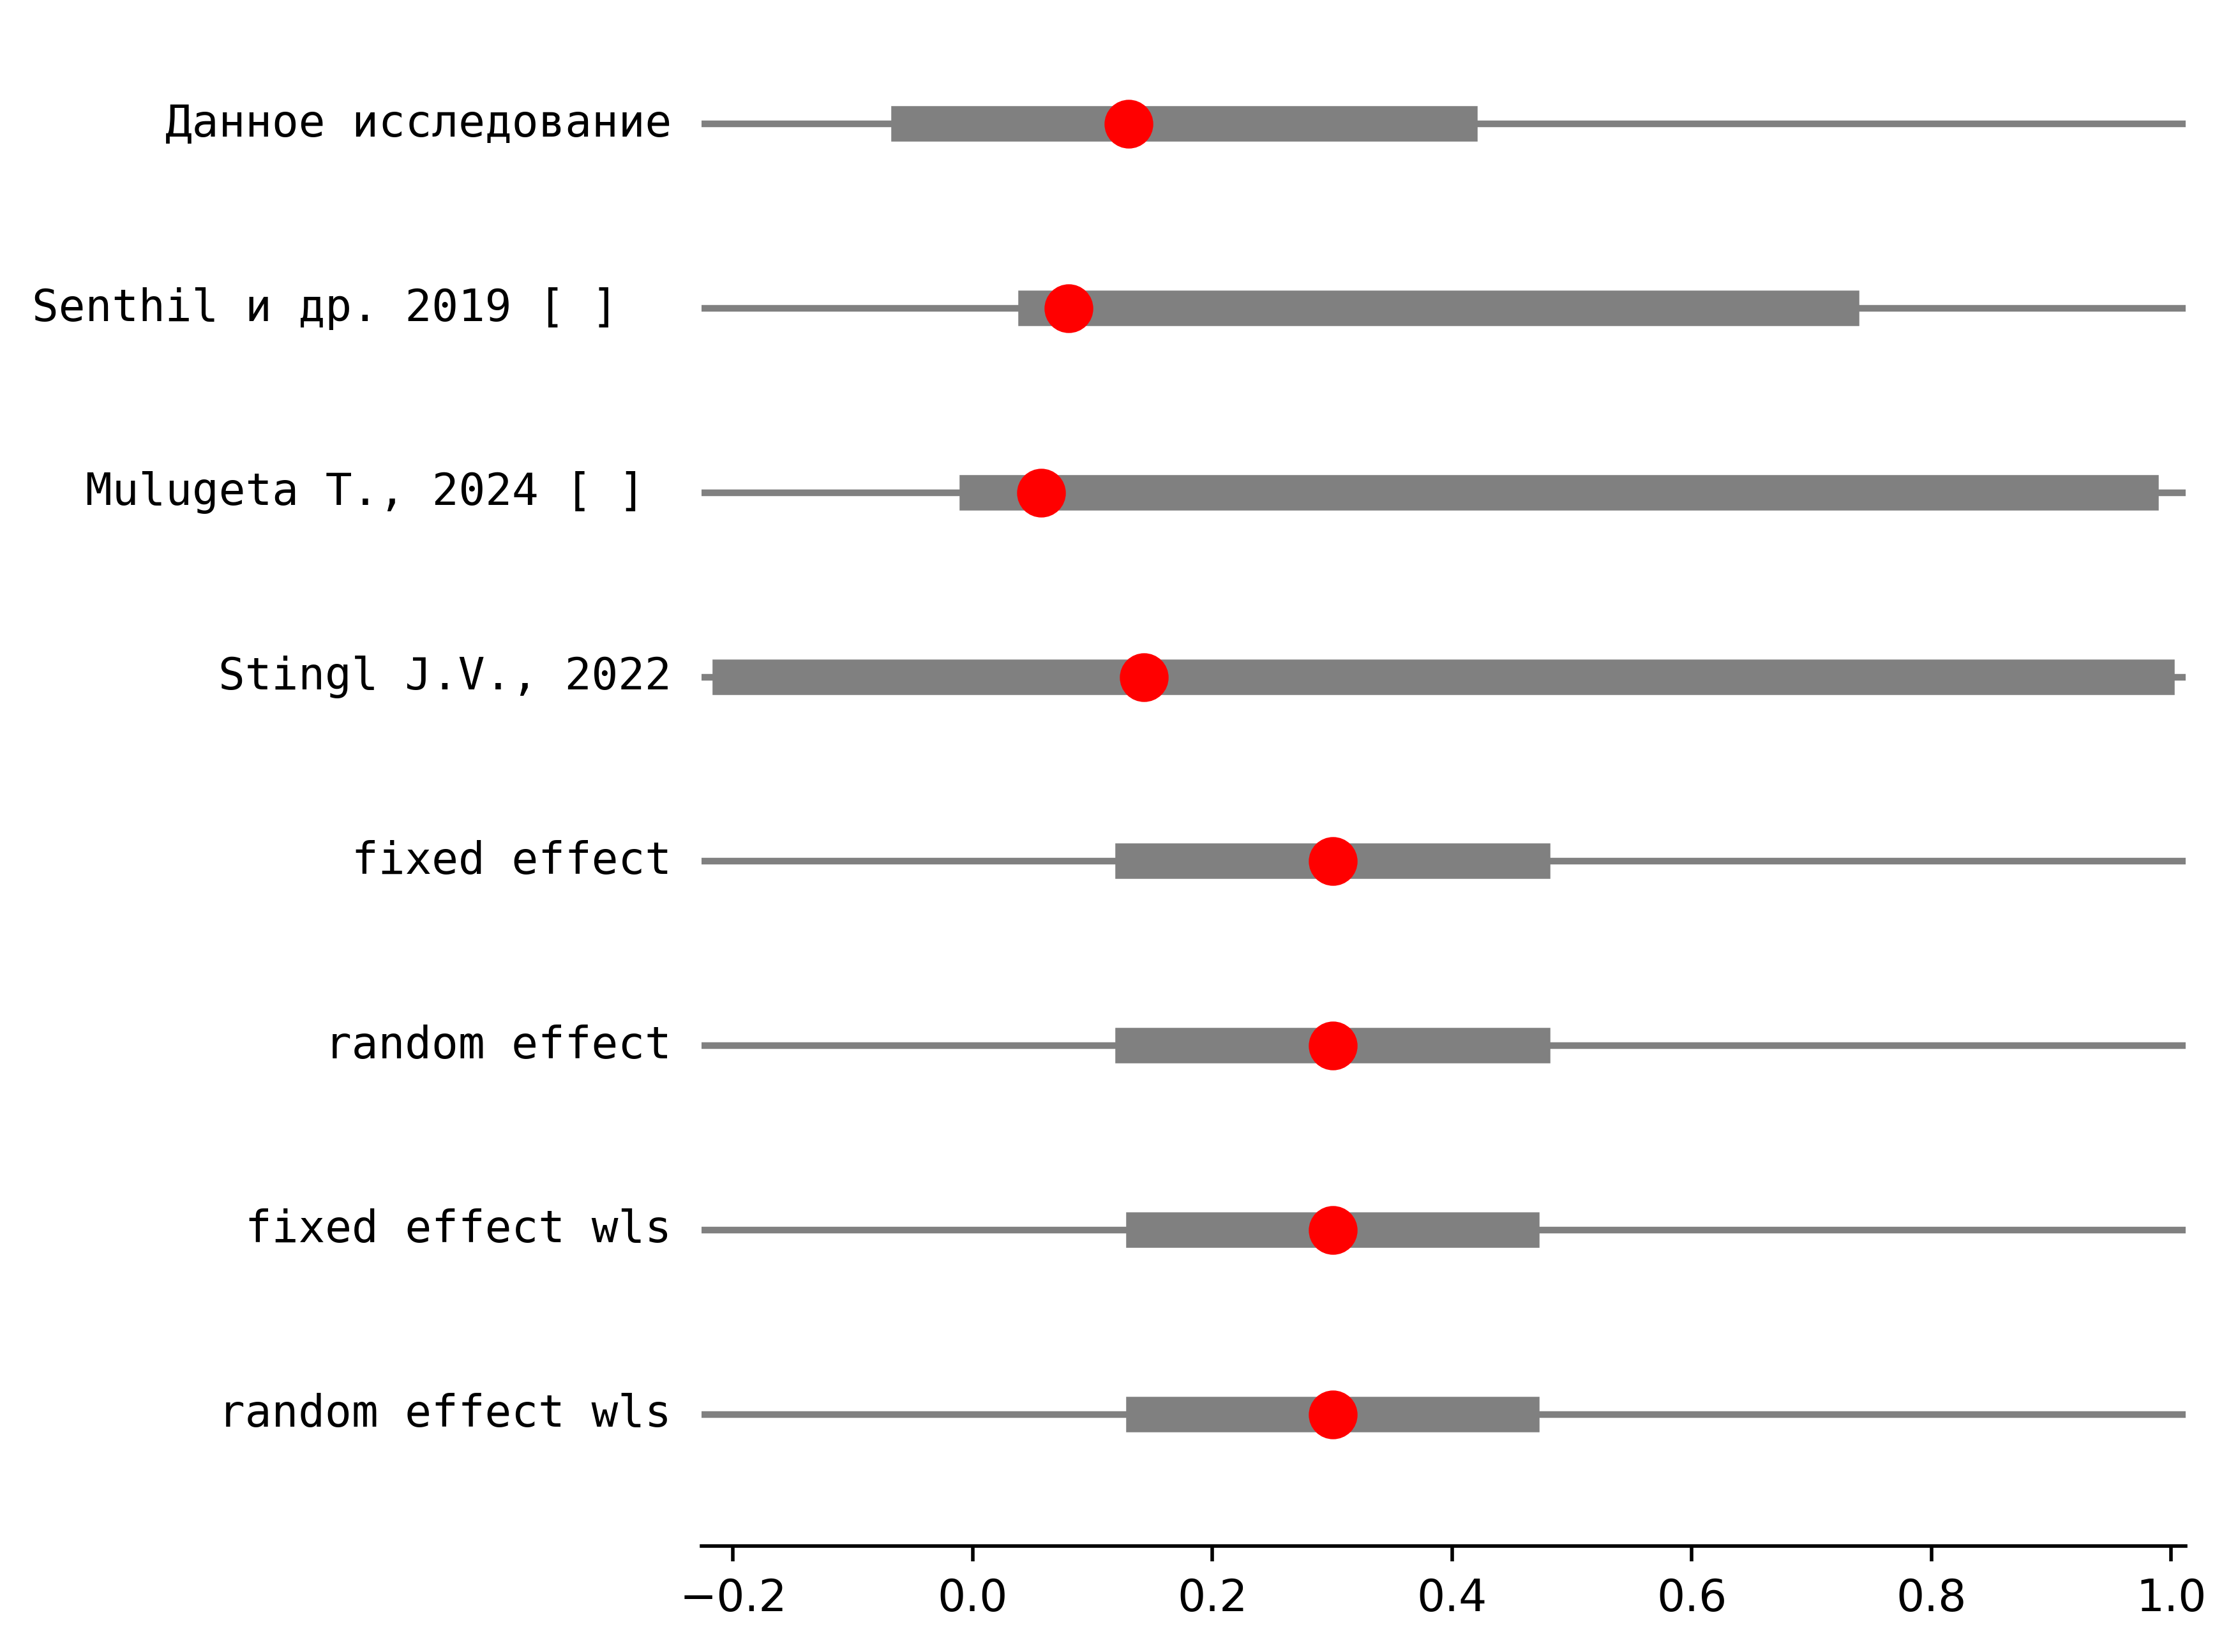 Данное исследование
Senthil и др. 2019 [ ]
Mulugeta T., 2024 [ ]
Stingl J.V., 2022
fixed effect
random effect
fixed effect wls
random effect wls
−0.2 0.0 0.2 0.4 0.6 0.8 1.0